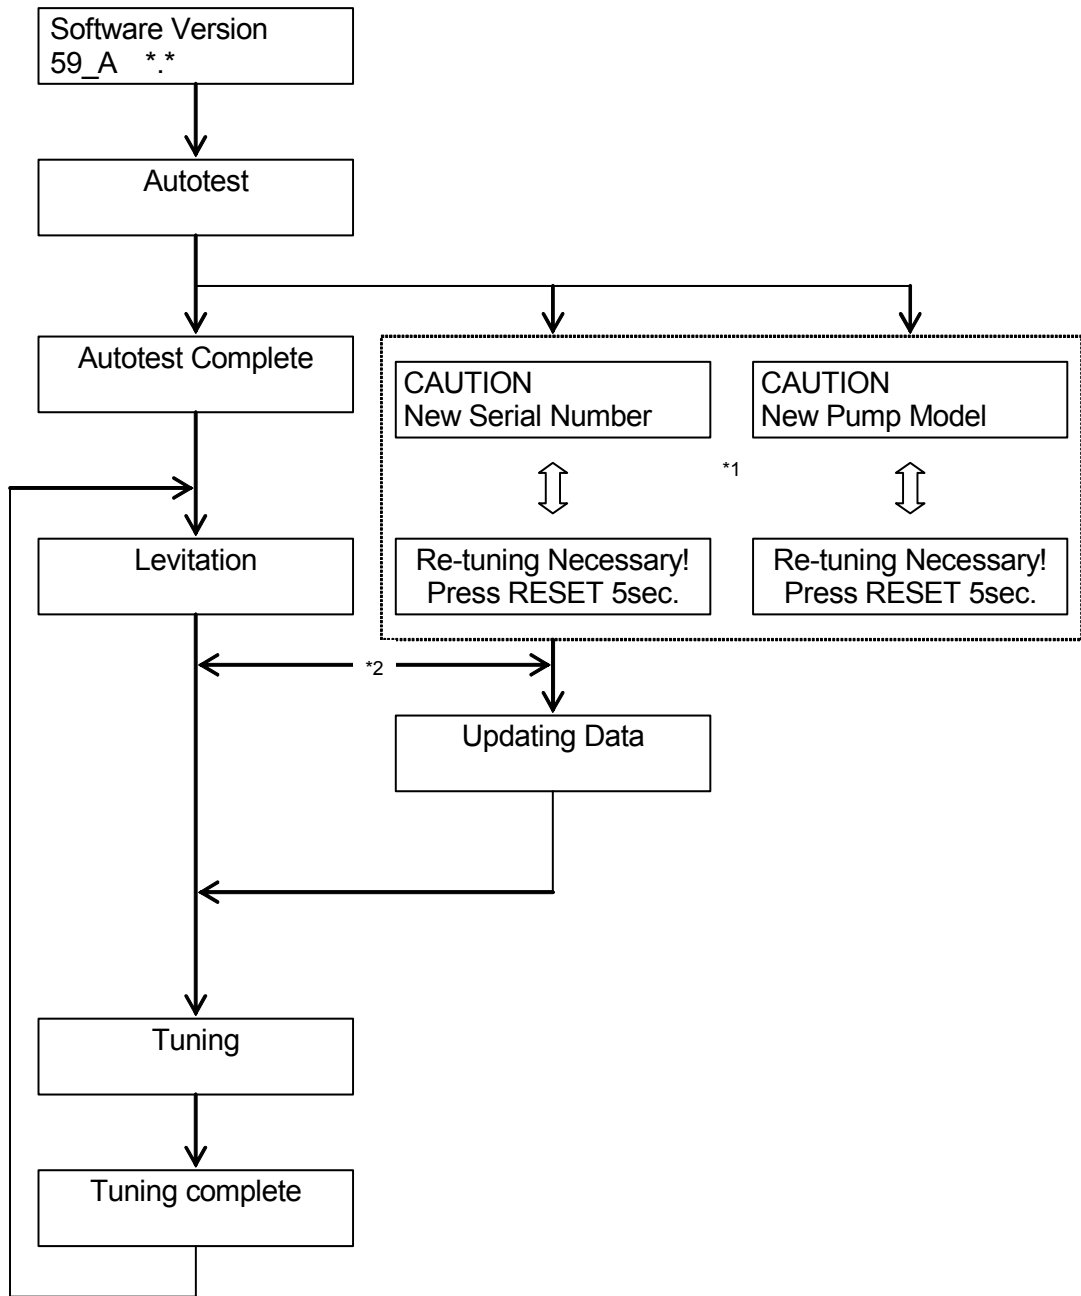 Software Version
59_A *.*
Autotest
Autotest Complete
CAUTION
New Serial Number
CAUTION
New Pump Model
*1
Levitation
Re-tuning Necessary!
Press RESET 5sec.
Re-tuning Necessary!
Press RESET 5sec.
*2
Updating Data
Tuning
Tuning complete